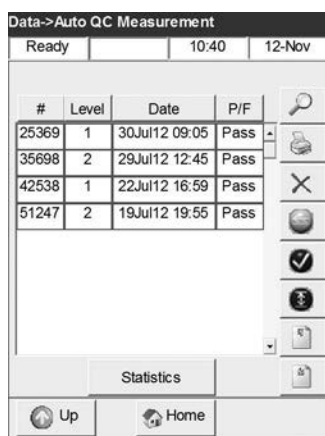 Data->Auto QC Measurement
Ready 10:40 12-Nov
# Level Date P/F
25369 1 30Jul12 09:05 Pass
35698 2 29Jul12 12:45 Pass
42538 1 22Jul12 16:59 Pass
51247 2 19Jul12 19:55 Pass
Statistics
Up Home